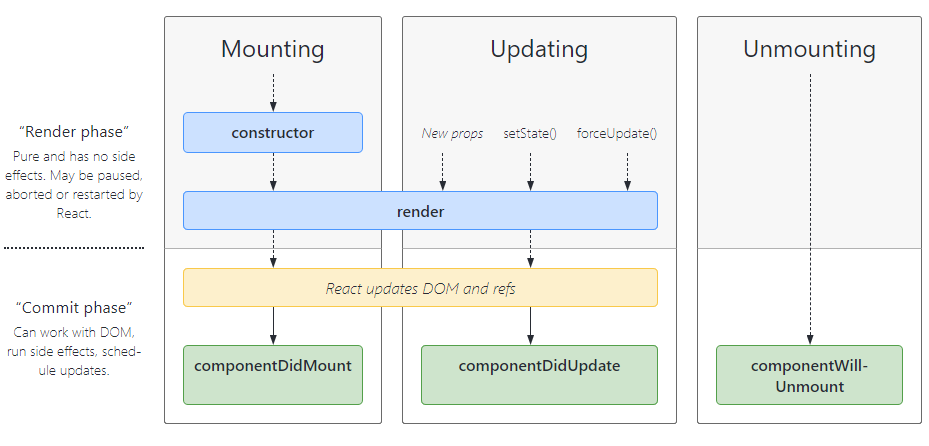 Mounting
Updating
Unmounting
“Render phase”
Pure and has no side
effects. May be paused,
aborted or restarted by
React.
constructor
New props
setState()
forceUpdate()
render
“Commit phase”
Can work with DOM,
run side effects, sched-
ule updates.
React updates DOM and refs
componentDidMount
componentDidUpdate
componentWill-
Unmount